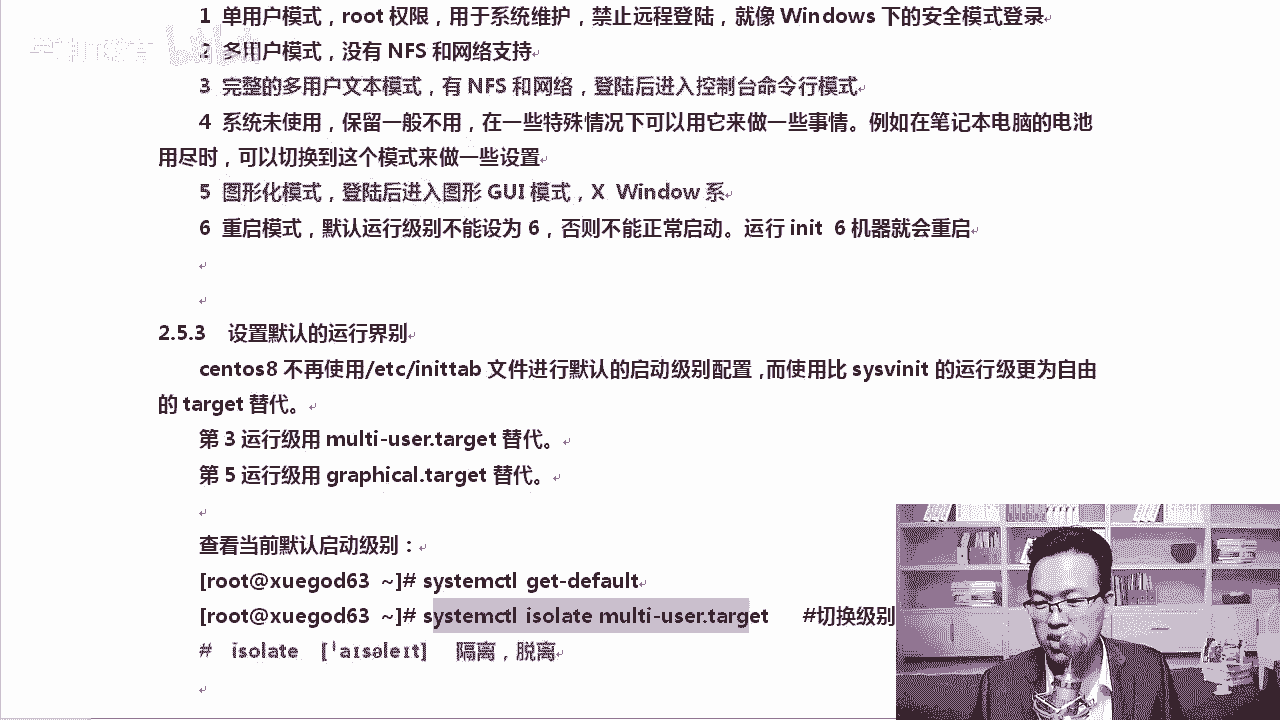 1 单用户模式，root 权限，用于系统维护，禁止远程登陆，就像 Windows 下的安全模式登录
2 多用户模式，没有 NFS 和网络支持
3 完整的多用户文本模式，有 NFS 和网络，登陆后进入控制台命令行模式
4 系统未使用，保留一般不用，在一些特殊情况下可以用它来做一些事情。例如在笔记本电脑的电池
用尽时，可以切换到这个模式来做一些设置
5 图形化模式，登陆后进入图形 GUI 模式，X Window 系
6 重启模式，默认运行级别不能设为 6，否则不能正常启动。运行 init 6 机器就会重启
2.5.3 设置默认的运行界别
centos8 不再使用/etc/inittab 文件进行默认的启动级别配置，而使用比 sysvinit 的运行级更为自由
的 target 替代。
第 3 运行级用 multi-user.target 替代。
第 5 运行级用 graphical.target 替代。
查看当前默认启动级别：
[root@xuegod63 ~]# systemctl get-default
[root@xuegod63 ~]# systemctl isolate multi-user.target #切换级别
# isolate [ˈaɪsəleɪt] 隔离，脱离